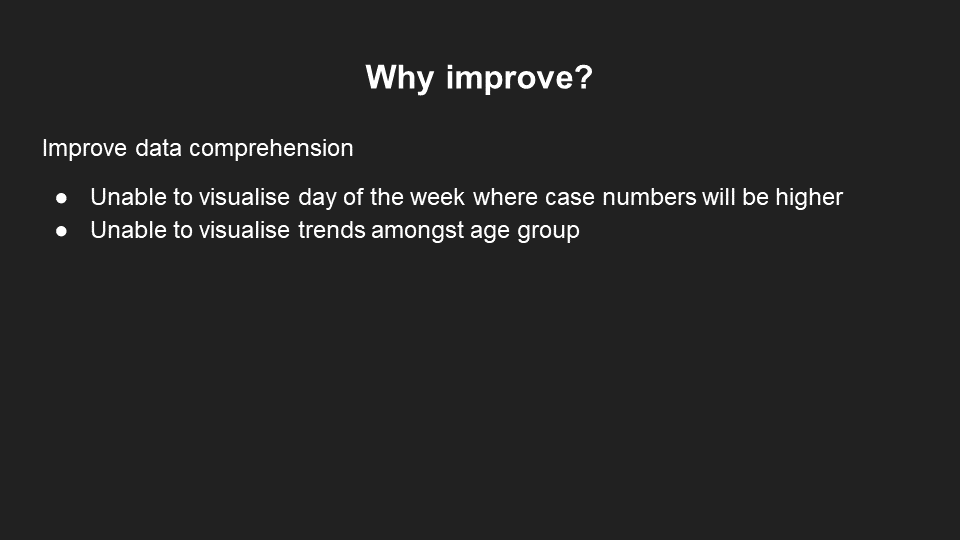 Why improve?
Improve data comprehension
● Unable to visualise day of the week where case numbers will be higher
● Unable to visualise trends amongst age group